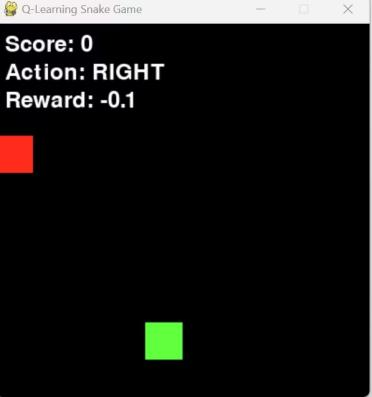 Q-Learning Snake Game
Score: 0
Action: RIGHT
Reward: -0.1